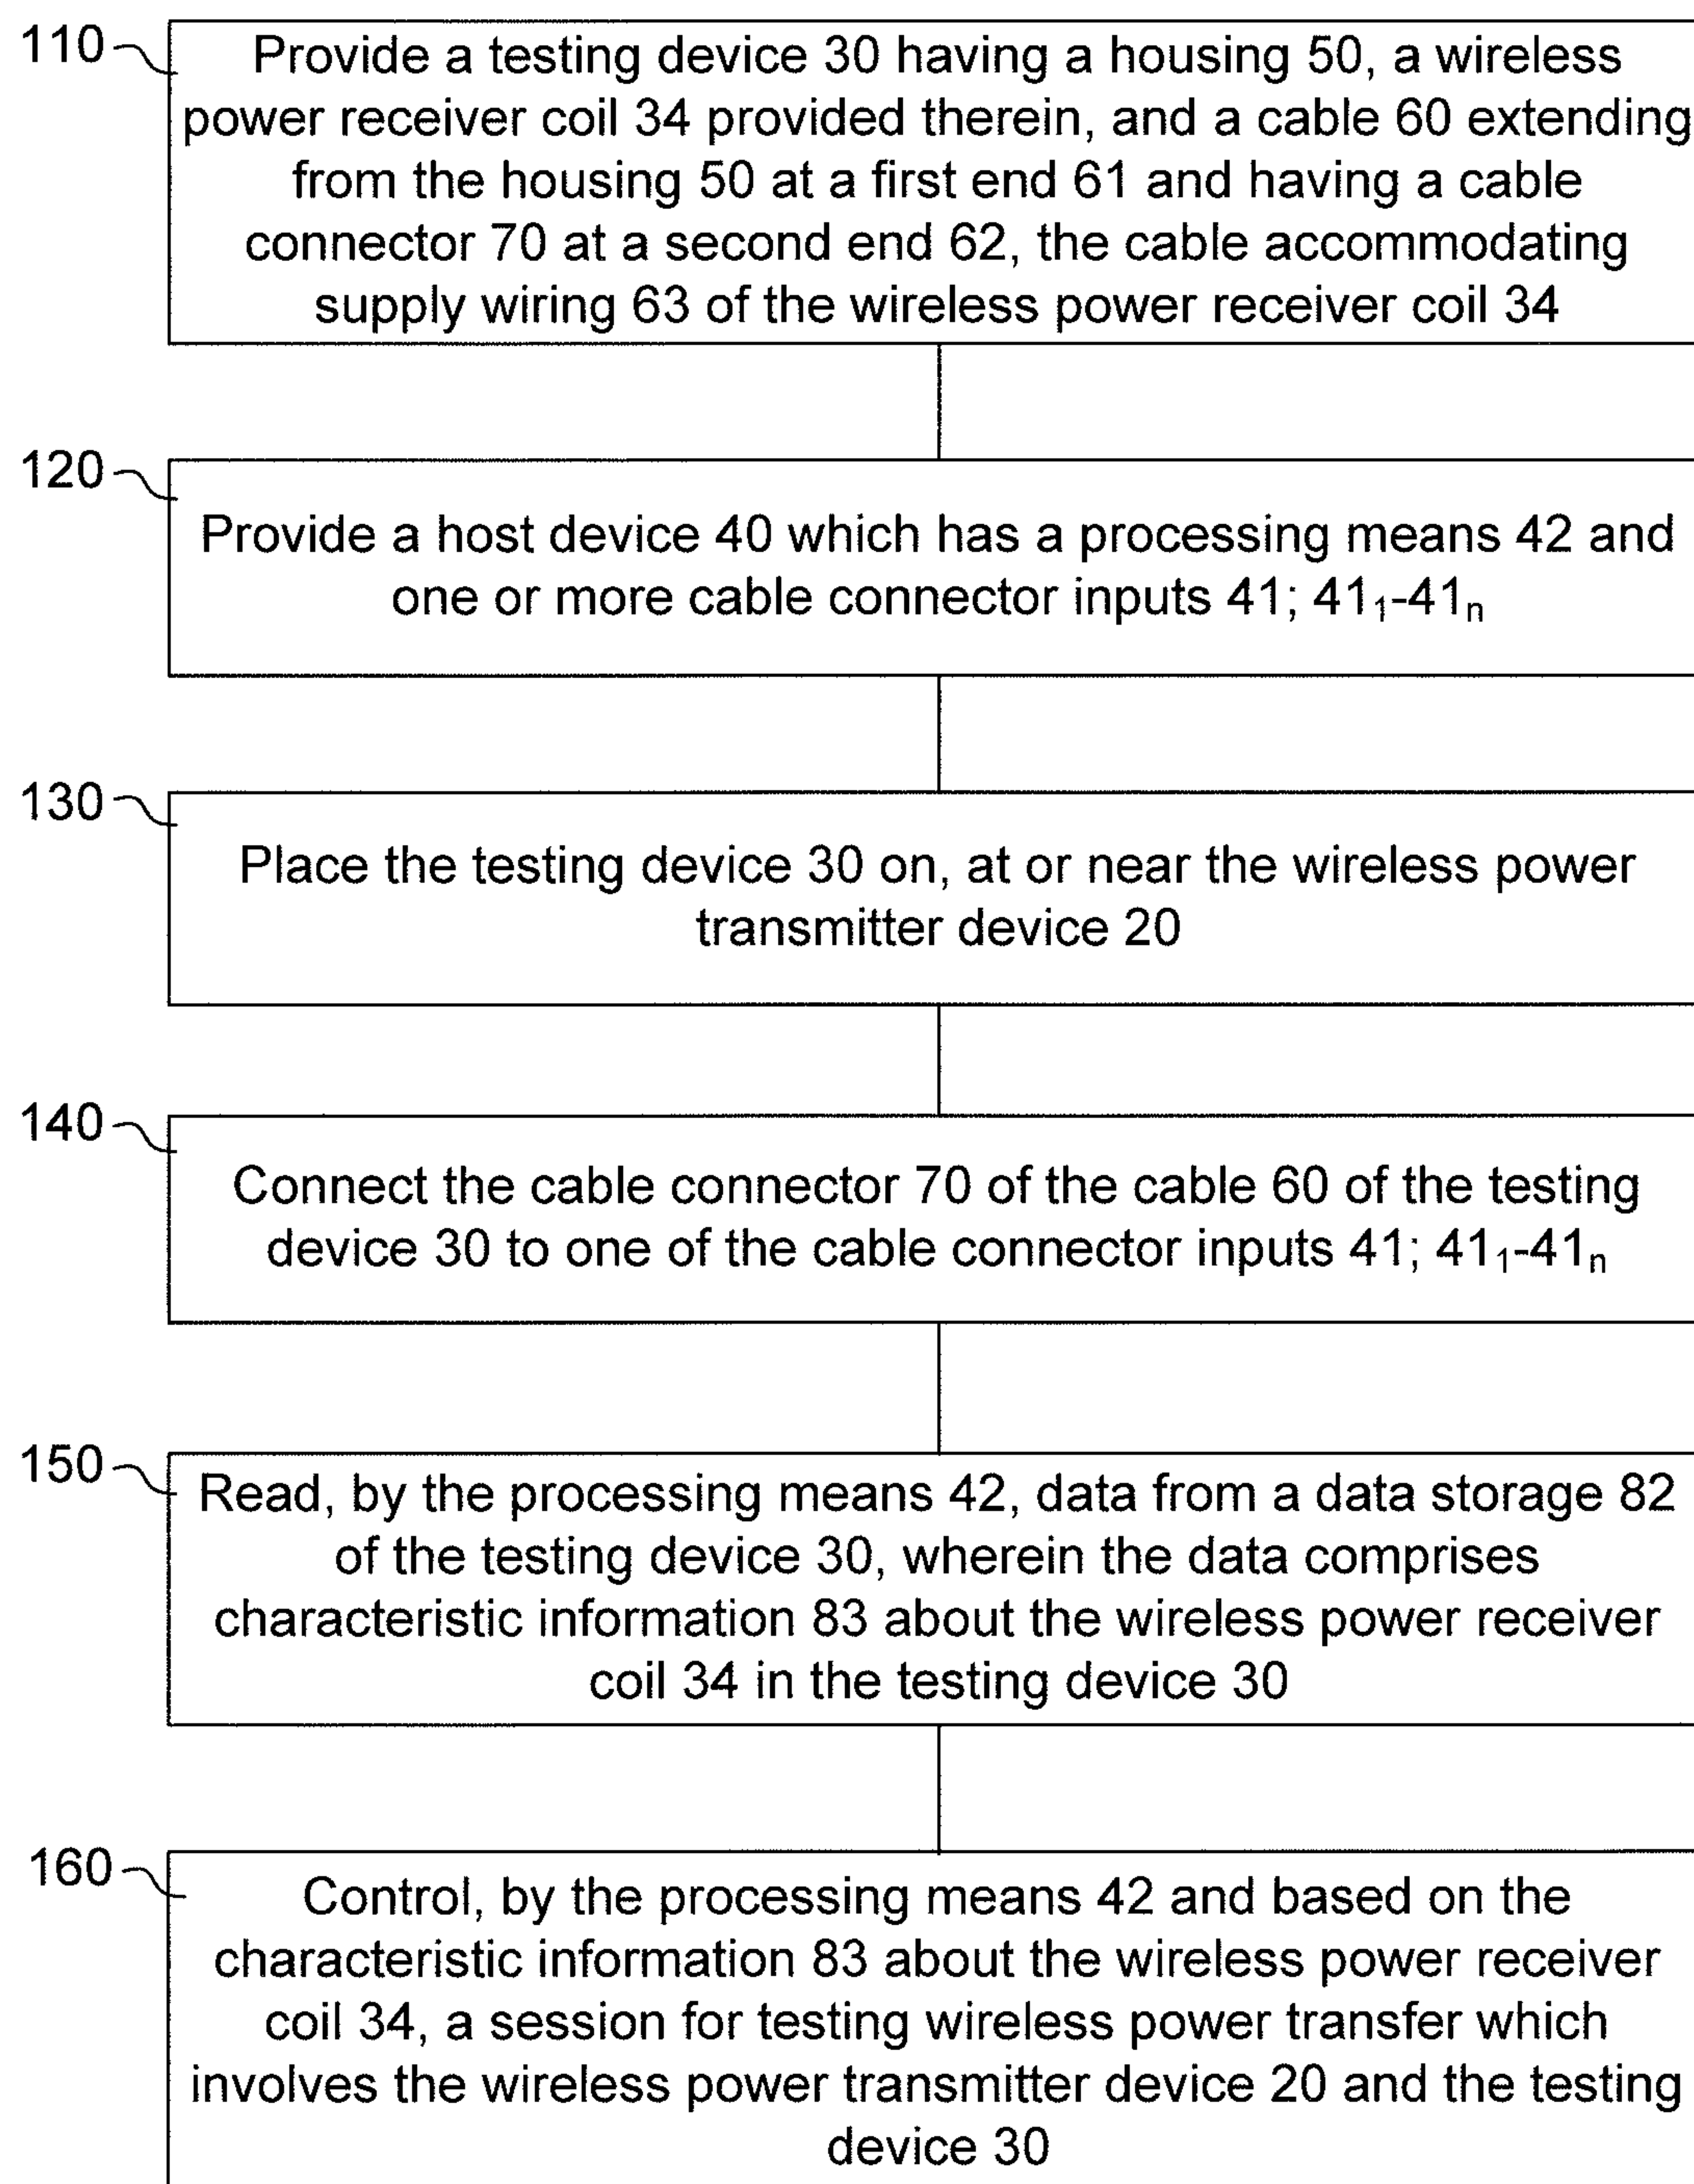 110
Provide a testing device 30 having a housing 50, a wireless
power receiver coil 34 provided therein, and a cable 60 extending
from the housing 50 at a first end 61 and having a cable
connector 70 at a second end 62, the cable accommodating
supply wiring 63 of the wireless power receiver coil 34
120
Provide a host device 40 which has a processing means 42 and
one or more cable connector inputs 41; 41₁-41ₙ
130
Place the testing device 30 on, at or near the wireless power
transmitter device 20
140
Connect the cable connector 70 of the cable 60 of the testing
device 30 to one of the cable connector inputs 41; 41₁-41ₙ
150
Read, by the processing means 42, data from a data storage 82
of the testing device 30, wherein the data comprises
characteristic information 83 about the wireless power receiver
coil 34 in the testing device 30
160
Control, by the processing means 42 and based on the
characteristic information 83 about the wireless power receiver
coil 34, a session for testing wireless power transfer which
involves the wireless power transmitter device 20 and the testing
device 30